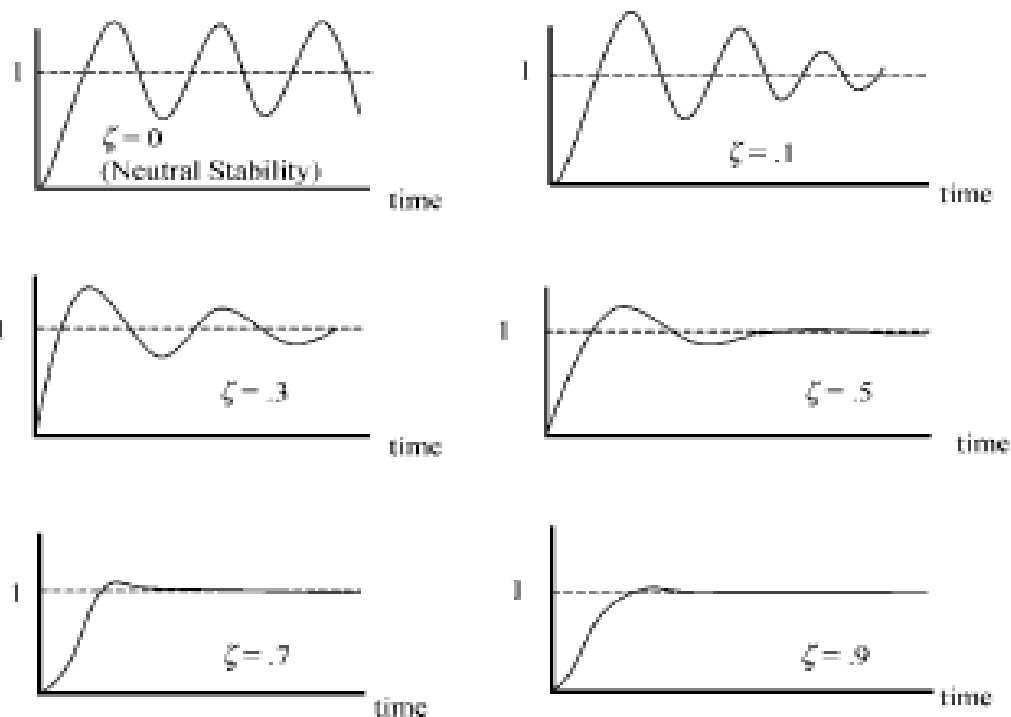 1
ζ = 0
(Neutral Stability)
time
1
ζ = .1
time
1
ζ = .3
time
1
ζ = .5
time
1
ζ = .7
time
1
ζ = .9
time